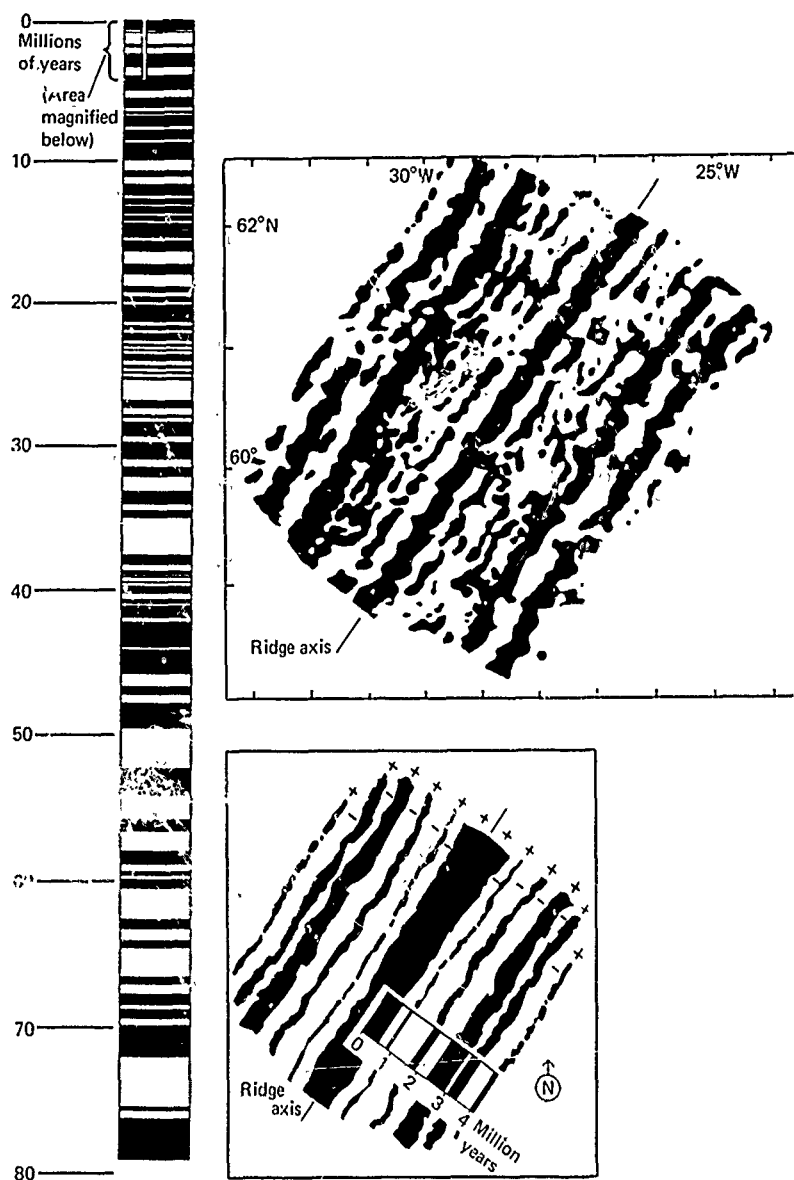 0
Millions
of years
(Area
magnified
below)
10
20
30
40
50
70
80
30°W
25°W
62°N
60°
Ridge axis
+ + + + + + + + + + +
- - - - - - - - -
0
1
2
3
4 Million
years
Ridge
axis
N